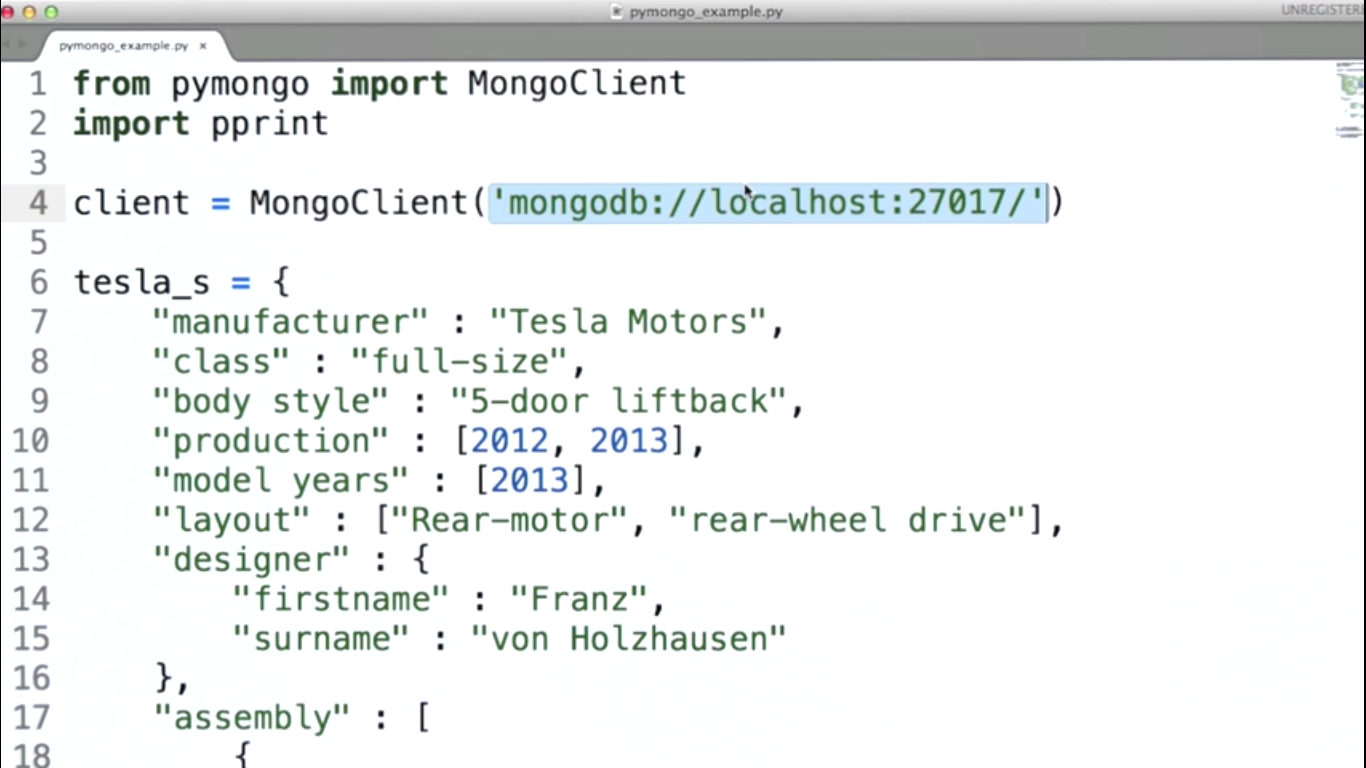 pymongo_example.py
UNREGISTER
pymongo_example.py ×
1 from pymongo import MongoClient
2 import pprint
3
4 client = MongoClient('mongodb://localhost:27017/')
5
6 tesla_s = {
7     "manufacturer" : "Tesla Motors",
8     "class" : "full-size",
9     "body style" : "5-door liftback",
10     "production" : [2012, 2013],
11     "model years" : [2013],
12     "layout" : ["Rear-motor", "rear-wheel drive"],
13     "designer" : {
14         "firstname" : "Franz",
15         "surname" : "von Holzhausen"
16     },
17     "assembly" : [
18         {